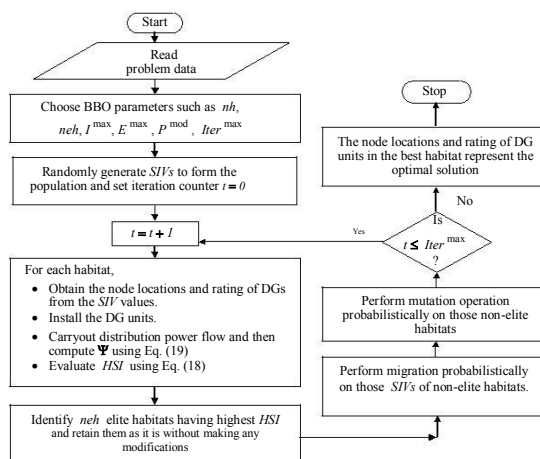 Start
Read
problem data
Choose BBO parameters such as nh,
neh, I^max, E^max, P^mod, Iter^max
Randomly generate SIVs to form the
population and set iteration counter t = 0
t = t + 1
For each habitat,
• Obtain the node locations and rating of DGs
from the SIV values.
• Install the DG units.
• Carryout distribution power flow and then
compute Ψ using Eq. (19)
• Evaluate HSI using Eq. (18)
Identify neh elite habitats having highest HSI
and retain them as it is without making any
modifications
Perform migration probabilistically
on those SIVs of non-elite habitats.
Perform mutation operation
probabilistically on those non-elite
habitats
Is
t ≤ Iter^max
?
Yes
No
The node locations and rating of DG
units in the best habitat represent the
optimal solution
Stop